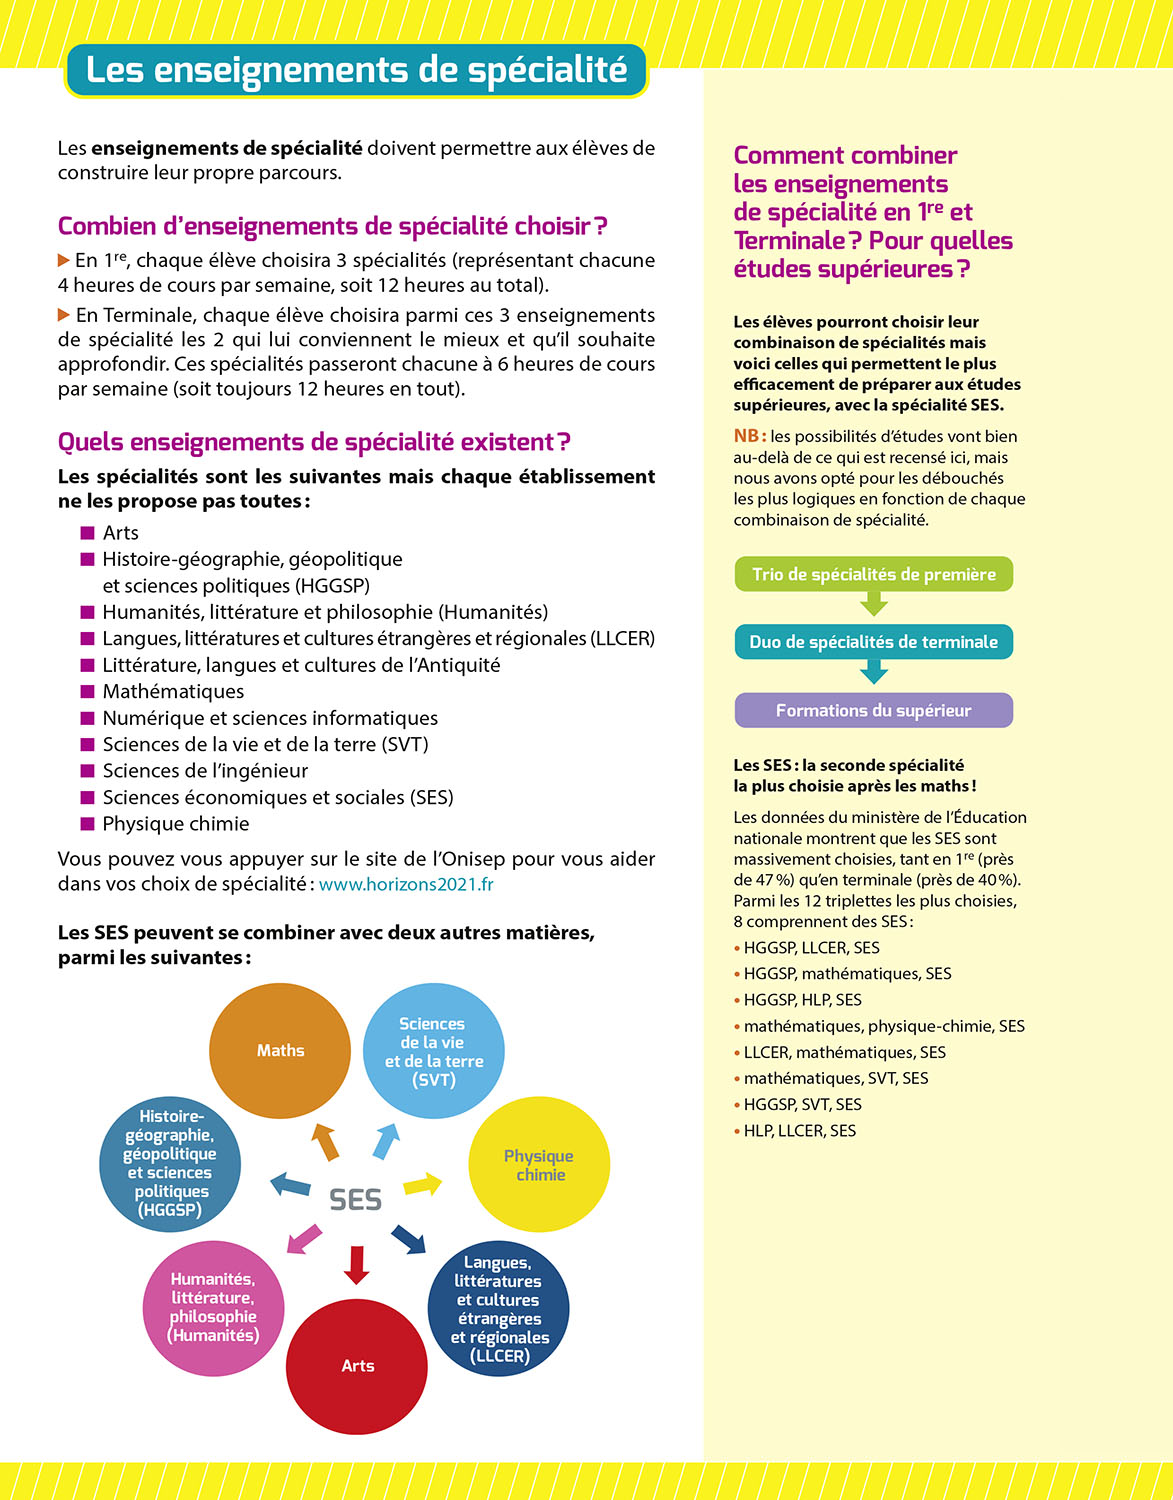 Les enseignements de spécialité
Les enseignements de spécialité doivent permettre aux élèves de
construire leur propre parcours.
Combien d’enseignements de spécialité choisir ?
En 1re, chaque élève choisira 3 spécialités (représentant chacune
4 heures de cours par semaine, soit 12 heures au total).
En Terminale, chaque élève choisira parmi ces 3 enseignements
de spécialité les 2 qui lui conviennent le mieux et qu’il souhaite
approfondir. Ces spécialités passeront chacune à 6 heures de cours
par semaine (soit toujours 12 heures en tout).
Quels enseignements de spécialité existent ?
Les spécialités sont les suivantes mais chaque établissement
ne les propose pas toutes :
Arts
Histoire-géographie, géopolitique
et sciences politiques (HGGSP)
Humanités, littérature et philosophie (Humanités)
Langues, littératures et cultures étrangères et régionales (LLCER)
Littérature, langues et cultures de l’Antiquité
Mathématiques
Numérique et sciences informatiques
Sciences de la vie et de la terre (SVT)
Sciences de l’ingénieur
Sciences économiques et sociales (SES)
Physique chimie
Vous pouvez vous appuyer sur le site de l’Onisep pour vous aider
dans vos choix de spécialité : www.horizons2021.fr
Les SES peuvent se combiner avec deux autres matières,
parmi les suivantes :
Maths
Sciences
de la vie
et de la terre
(SVT)
Histoire-
géographie,
géopolitique
et sciences
politiques
(HGGSP)
Physique
chimie
SES
Humanités,
littérature,
philosophie
(Humanités)
Langues,
littératures
et cultures
étrangères
et régionales
(LLCER)
Arts
Comment combiner
les enseignements
de spécialité en 1re et
Terminale ? Pour quelles
études supérieures ?
Les élèves pourront choisir leur
combinaison de spécialités mais
voici celles qui permettent le plus
efficacement de préparer aux études
supérieures, avec la spécialité SES.
NB : les possibilités d’études vont bien
au-delà de ce qui est recensé ici, mais
nous avons opté pour les débouchés
les plus logiques en fonction de chaque
combinaison de spécialité.
Trio de spécialités de première
Duo de spécialités de terminale
Formations du supérieur
Les SES : la seconde spécialité
la plus choisie après les maths !
Les données du ministère de l’Éducation
nationale montrent que les SES sont
massivement choisies, tant en 1re (près
de 47 %) qu’en terminale (près de 40 %).
Parmi les 12 triplettes les plus choisies,
8 comprennent des SES :
• HGGSP, LLCER, SES
• HGGSP, mathématiques, SES
• HGGSP, HLP, SES
• mathématiques, physique-chimie, SES
• LLCER, mathématiques, SES
• mathématiques, SVT, SES
• HGGSP, SVT, SES
• HLP, LLCER, SES